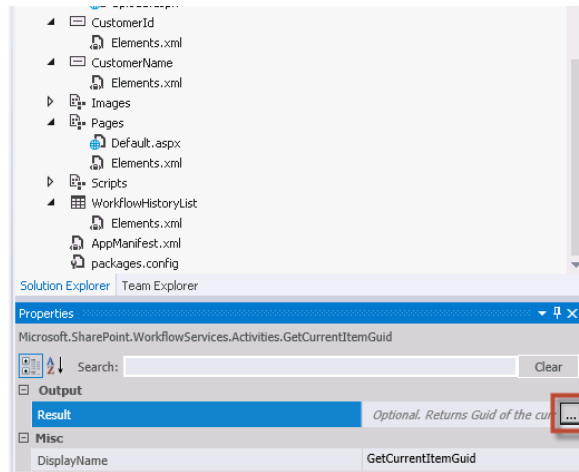 CustomerId
Elements.xml
CustomerName
Elements.xml
Images
Pages
Default.aspx
Elements.xml
Scripts
WorkflowHistoryList
Elements.xml
AppManifest.xml
packages.config
Solution Explorer Team Explorer
Properties
Microsoft.SharePoint.WorkflowServices.Activities.GetCurrentItemGuid
Search: Clear
Output
Result Optional. Returns Guid of the ...
Misc
DisplayName GetCurrentItemGuid